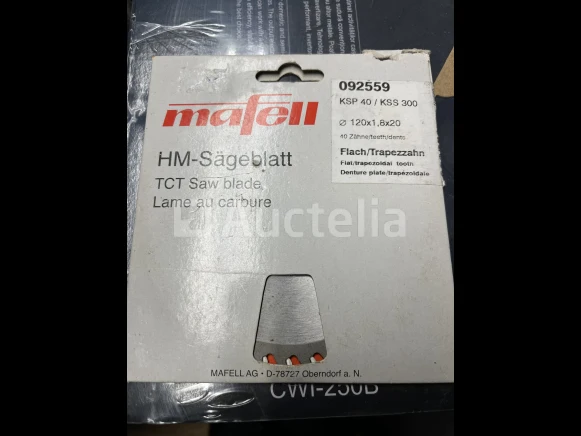 mafell
HM-Sägeblatt
TCT Saw blade
Lame au carbure
092559
KSP 40 / KSS 300
Ø 120x1,8x20
40 Zähne/teeth/dents
Flach/Trapezzahn
Flat/trapezoidal tooth
Denture plate/trapézoïdale
Auctelia
MAFELL AG • D-78727 Oberndorf a. N.
CWI-250B